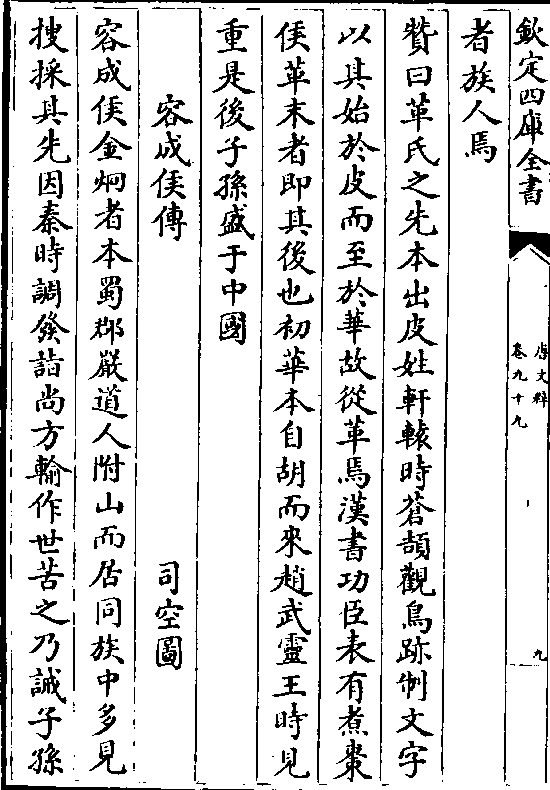 欽定四庫全書
唐文粹
卷九十九
九
者族人焉
贊曰革氏之先本出皮姓軒轅時蒼頡觀鳥跡制文字
以其始於皮而至於華故從革焉漢書功臣表有煮棗
侯革末者即其後也初華本自胡而來趙武靈王時見
重是後子孫盛于中國
容成侯傳 司空圖
容成侯金炯者本蜀郡嚴道人附山而居同族中多見
搜採其先因秦時調發詣尚方輸作世苦之乃誡子孫